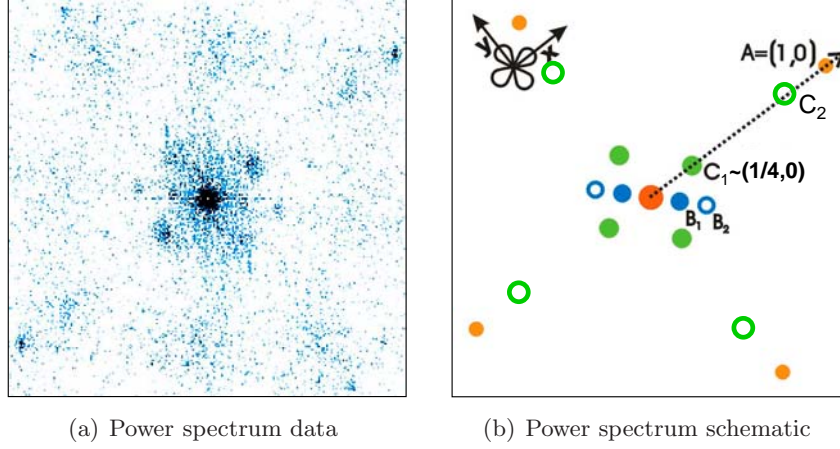 y
x
A=(1,0)
C₂
C₁~(1/4,0)
B₁
B₂
(a) Power spectrum data
(b) Power spectrum schematic